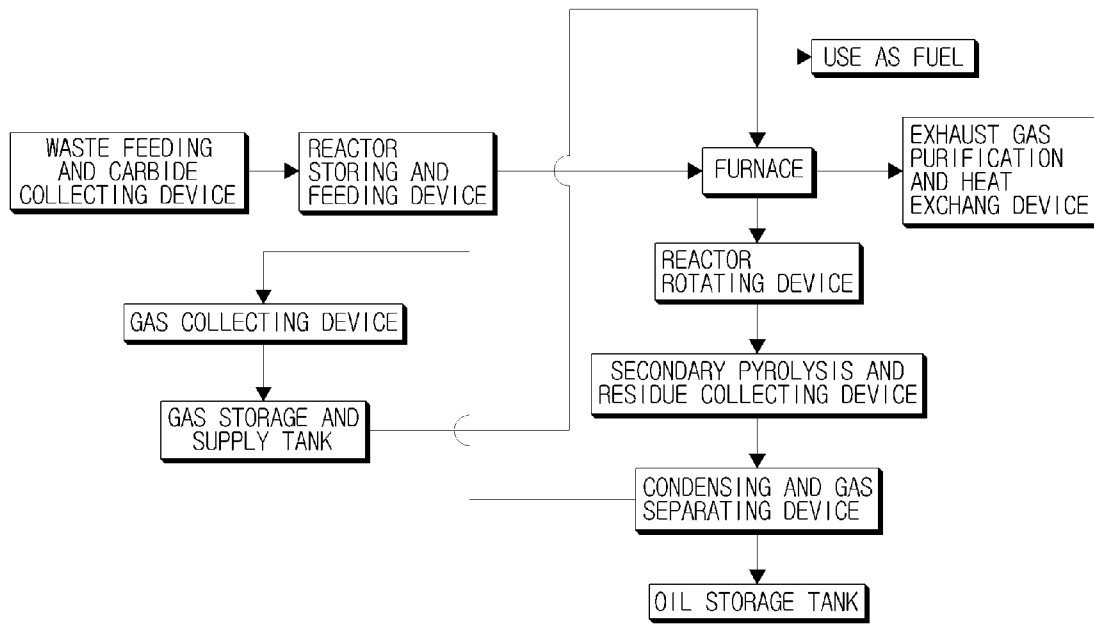 USE AS FUEL
WASTE FEEDING
AND CARBIDE
COLLECTING DEVICE
REACTOR
STORING AND
FEEDING DEVICE
FURNACE
EXHAUST GAS
PURIFICATION
AND HEAT
EXCHANG DEVICE
REACTOR
ROTATING DEVICE
GAS COLLECTING DEVICE
SECONDARY PYROLYSIS AND
RESIDUE COLLECTING DEVICE
GAS STORAGE AND
SUPPLY TANK
CONDENSING AND GAS
SEPARATING DEVICE
OIL STORAGE TANK